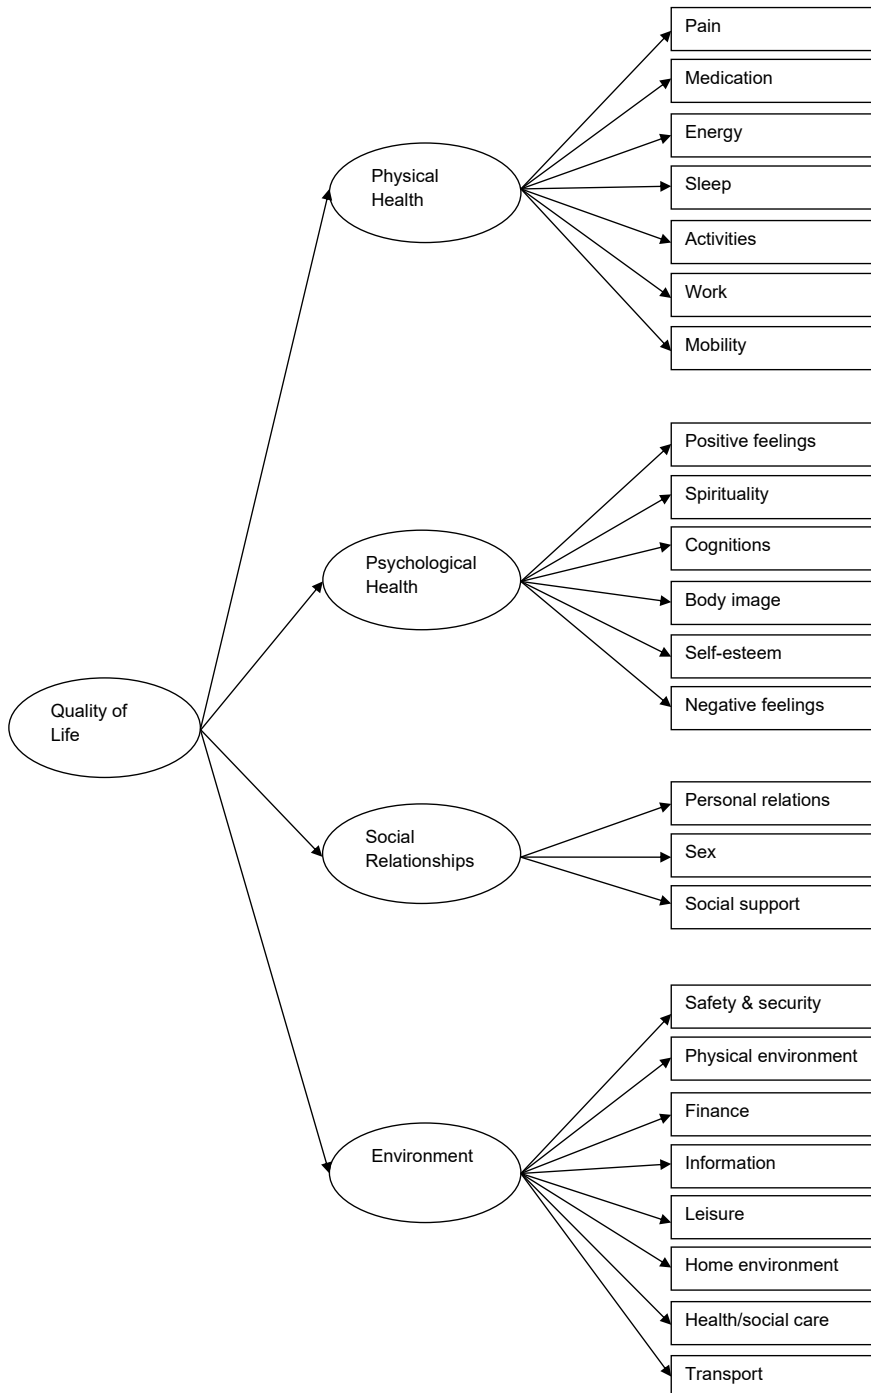 Pain
Medication
Physical
Health
Energy
Sleep
Activities
Work
Mobility
Positive feelings
Spirituality
Psychological
Health
Cognitions
Body image
Self-esteem
Negative feelings
Quality of
Life
Personal relations
Social
Relationships
Sex
Social support
Safety & security
Physical environment
Finance
Environment
Information
Leisure
Home environment
Health/social care
Transport